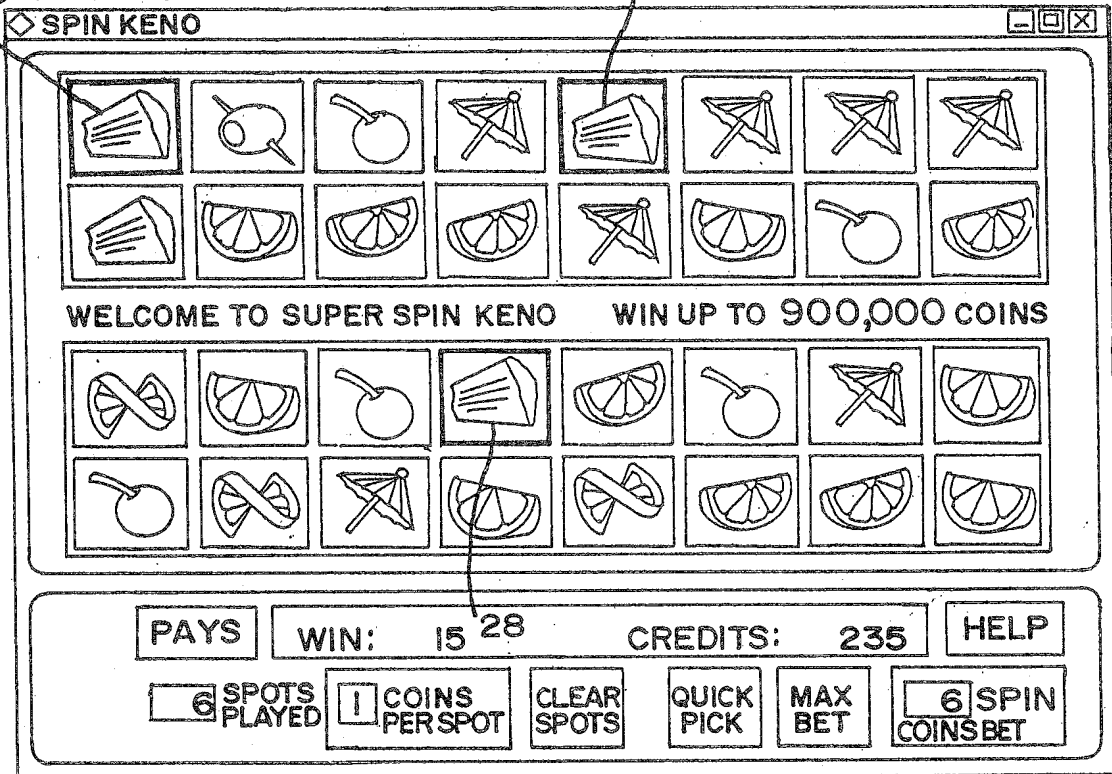 SPIN KENO
WELCOME TO SUPER SPIN KENO WIN UP TO 900,000 COINS
PAYS WIN: 15 28 CREDITS: 235 HELP
6 SPOTS PLAYED
1 COINS PER SPOT
CLEAR SPOTS
QUICK PICK
MAX BET
6 SPIN COINS BET